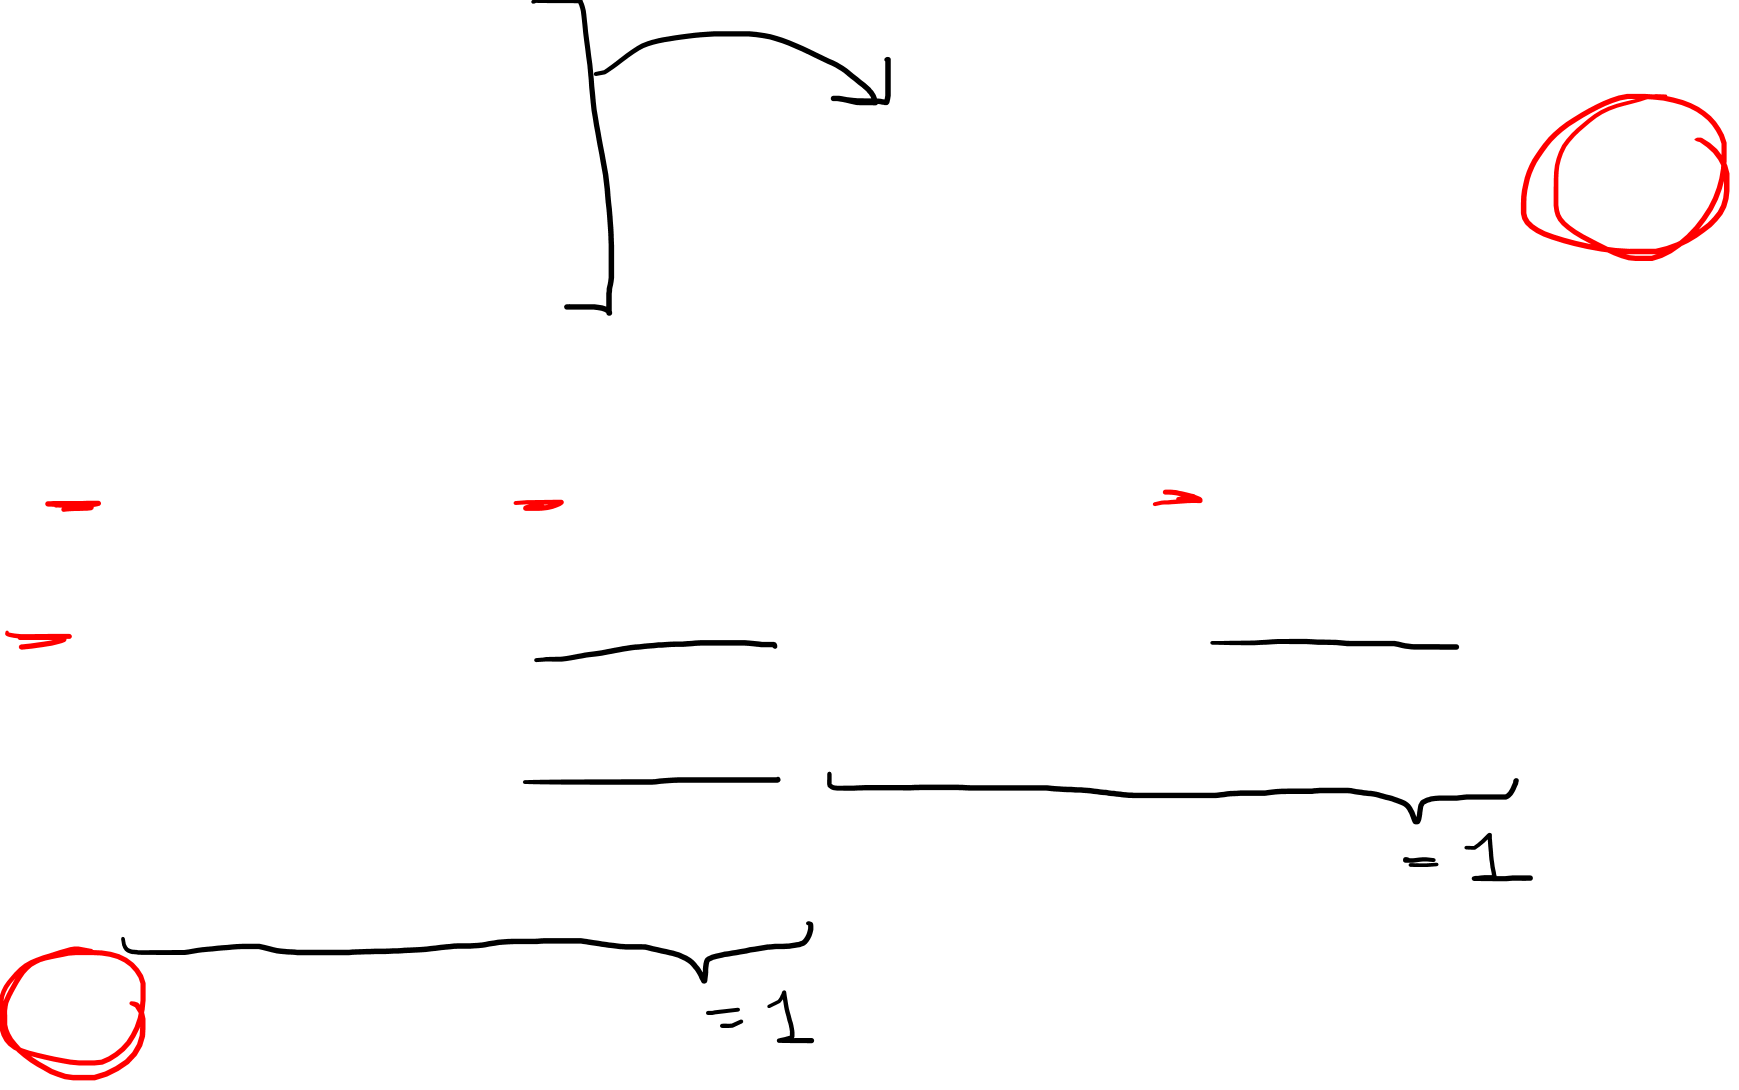 = 1
= 1